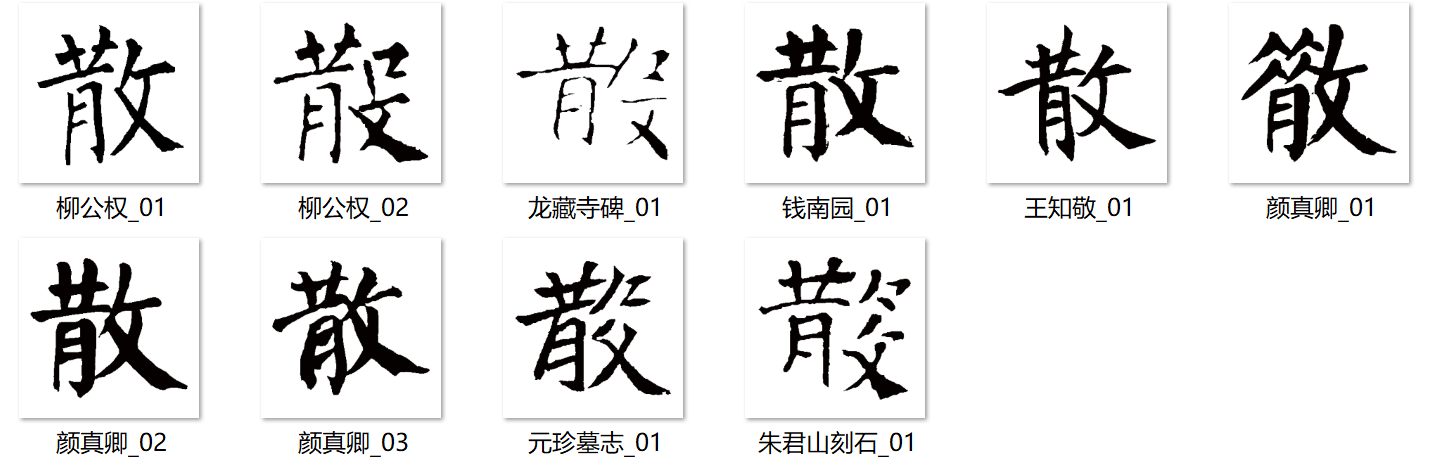 散 散 散 散 散 散
柳公权_01 柳公权_02 龙藏寺碑_01 钱南园_01 王知敬_01 颜真卿_01
散 散 散 散
颜真卿_02 颜真卿_03 元珍墓志_01 朱君山刻石_01